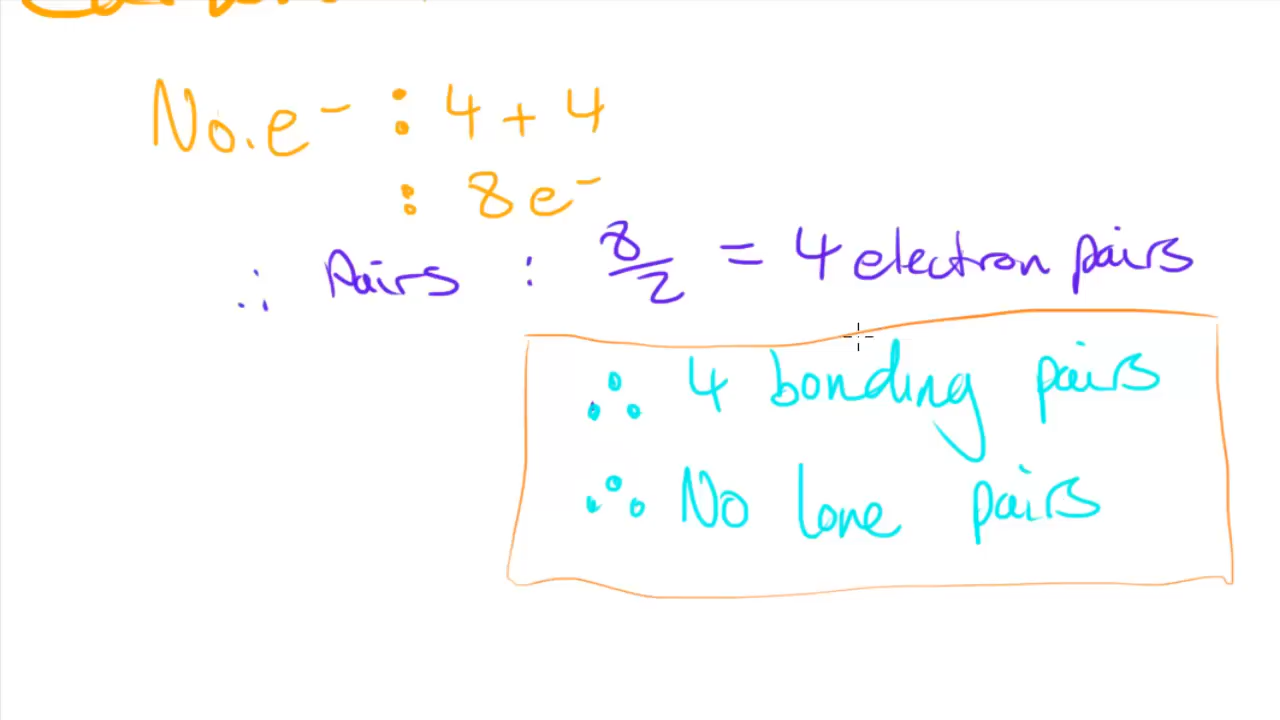 No. e⁻ : 4 + 4
: 8e⁻
∴ Pairs : 8/2 = 4 electron pairs
∴ 4 bonding pairs
∴ No lone pairs